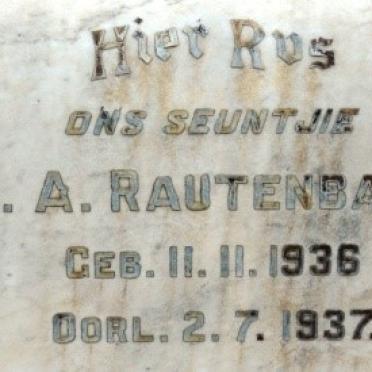 Hier Rus
ONS SEUNTJIE
. A. RAUTENBA
GEB. 11. 11. 1936
OORL. 2. 7. 1937.